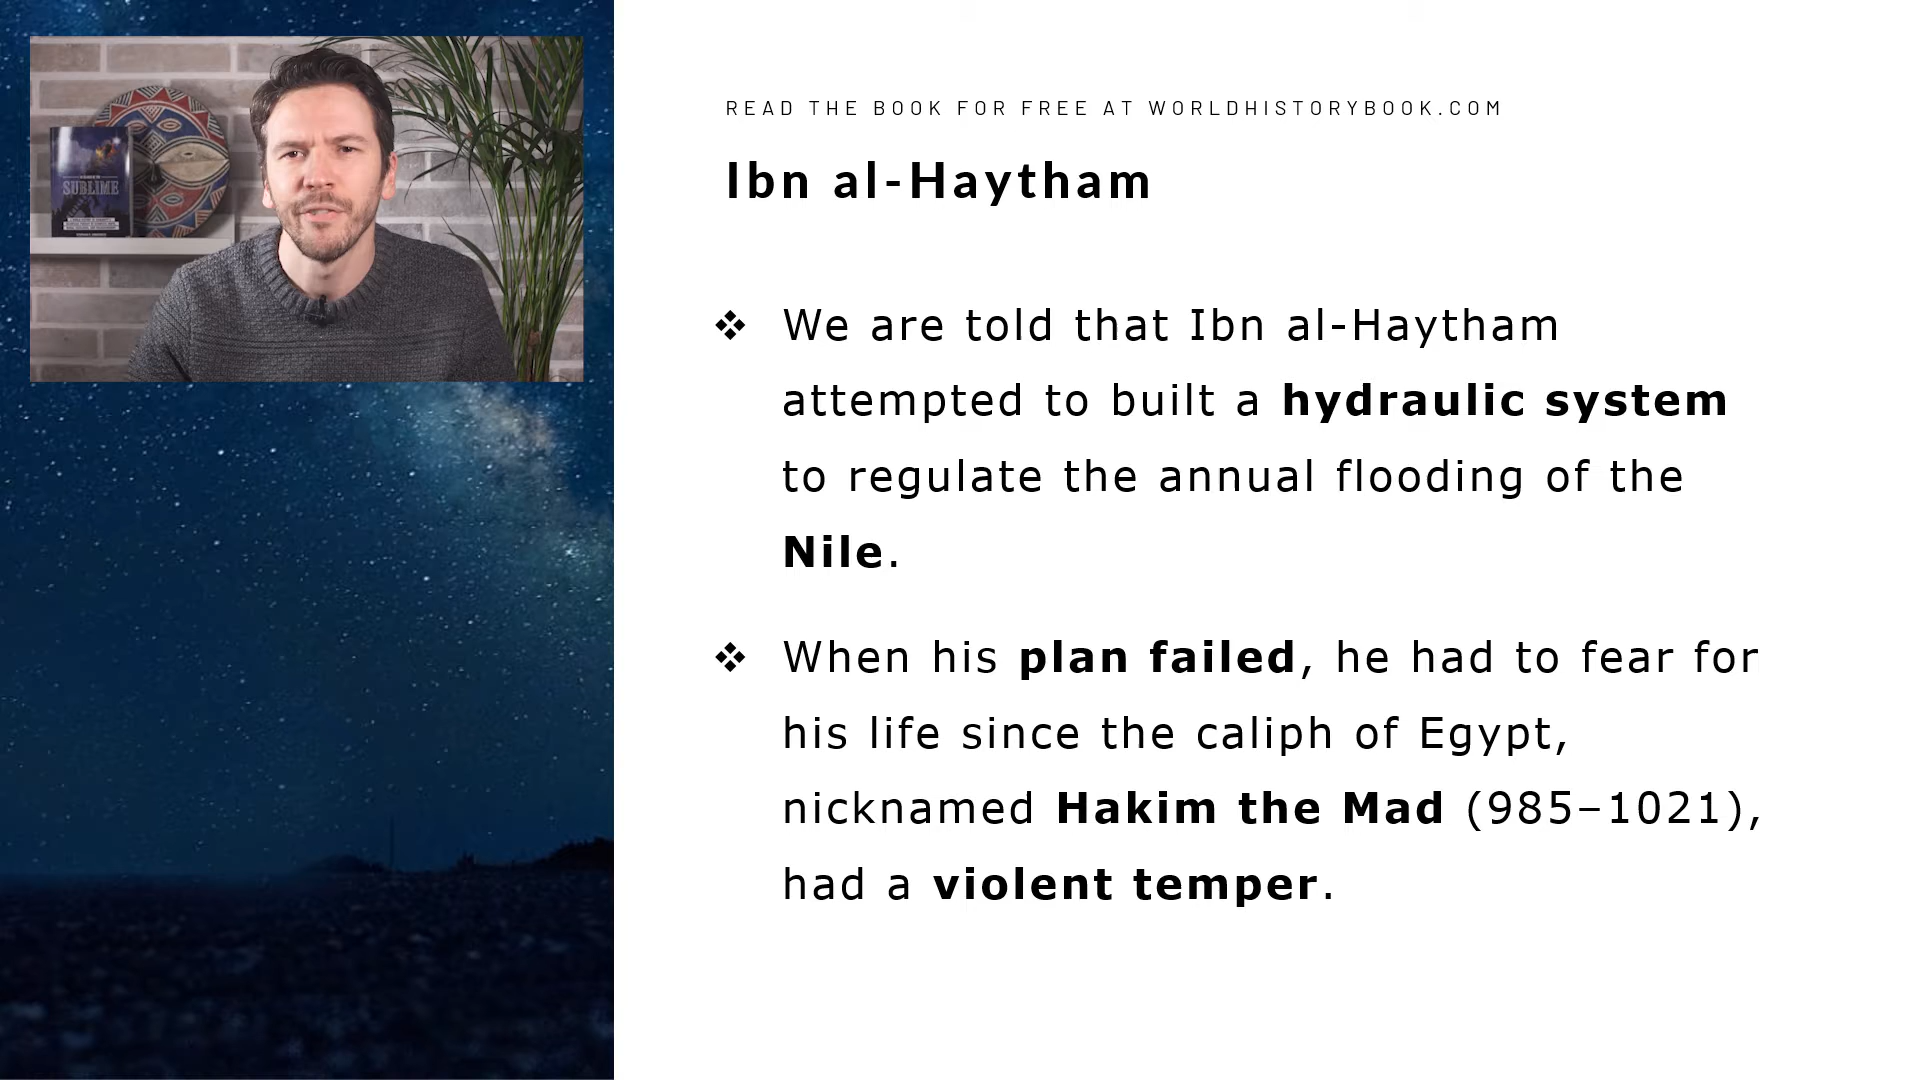 READ THE BOOK FOR FREE AT WORLDHISTORYBOOK.COM
Ibn al-Haytham
❖ We are told that Ibn al-Haytham
attempted to built a hydraulic system
to regulate the annual flooding of the
Nile.
❖ When his plan failed, he had to fear for
his life since the caliph of Egypt,
nicknamed Hakim the Mad (985–1021),
had a violent temper.
SUBLIME